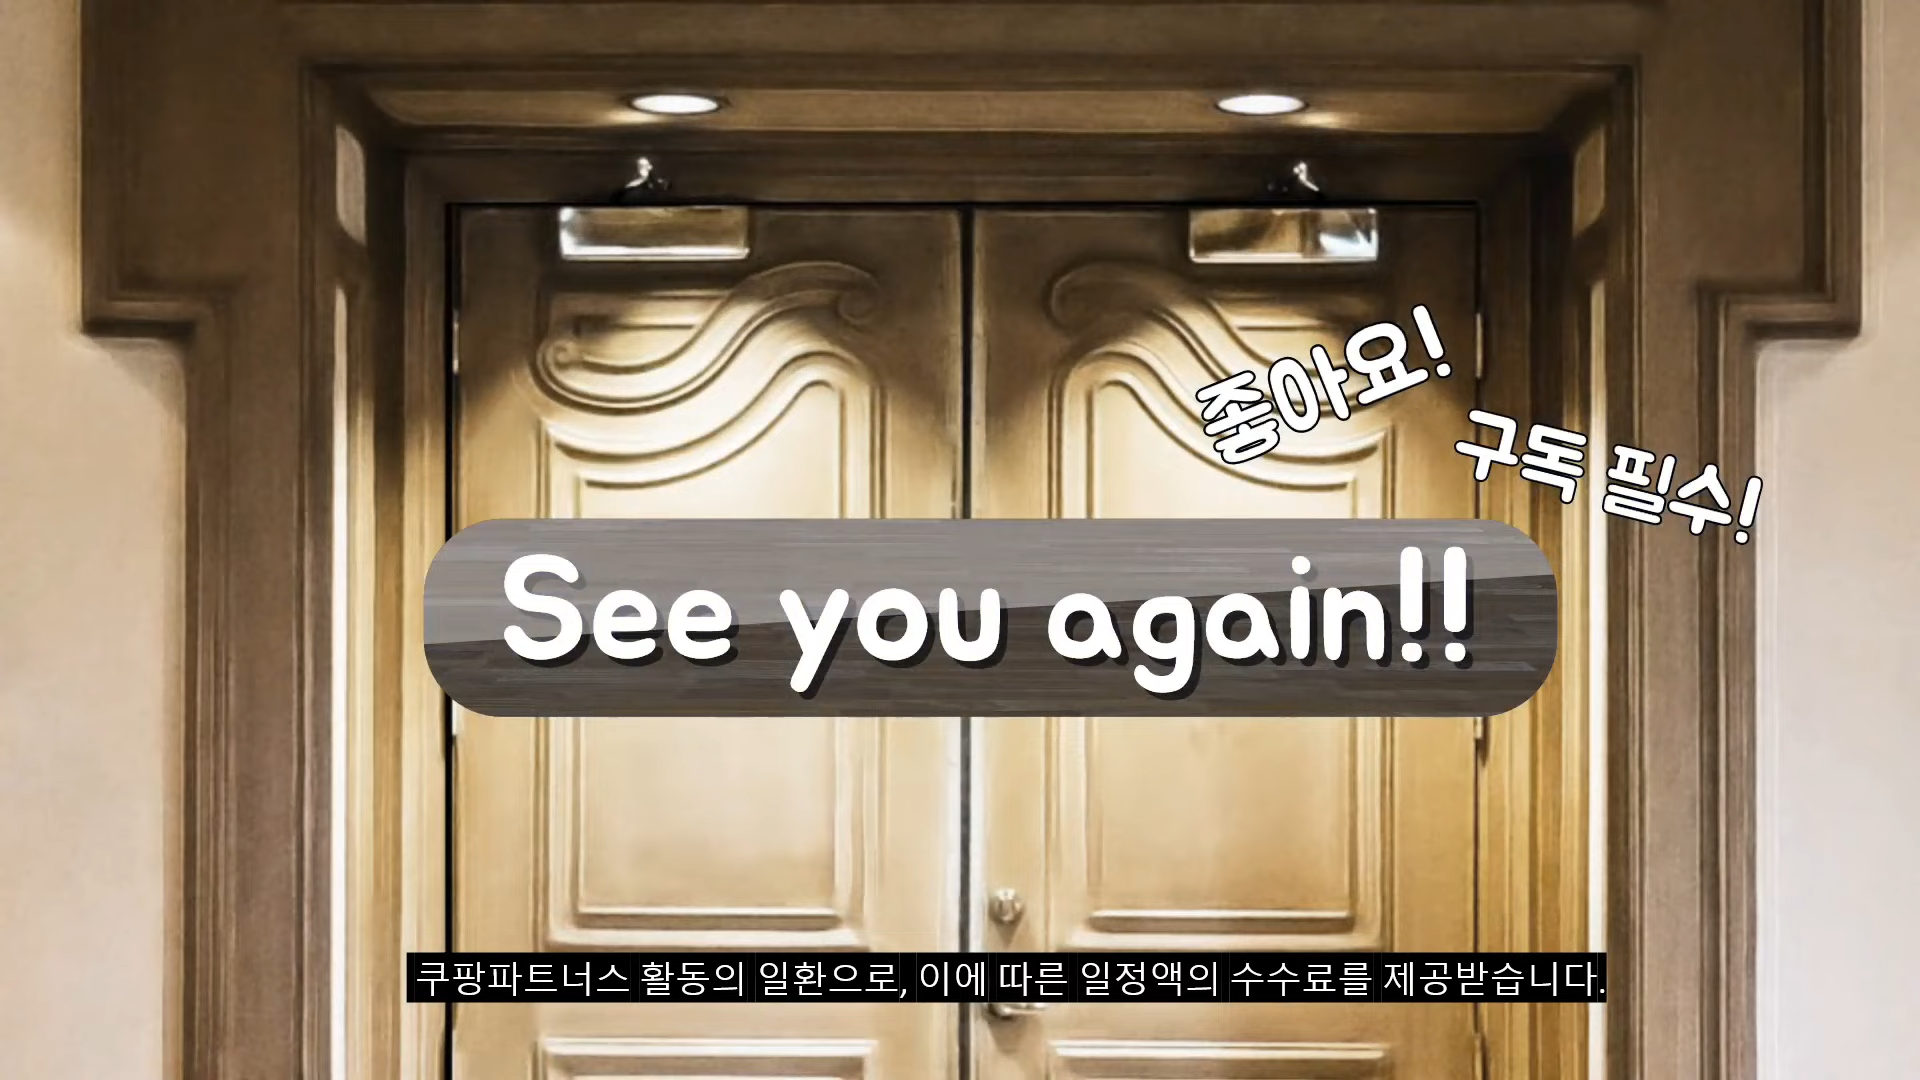 좋아요!
구독 필수!
See you again!!
쿠팡파트너스 활동의 일환으로, 이에 따른 일정액의 수수료를 제공받습니다.